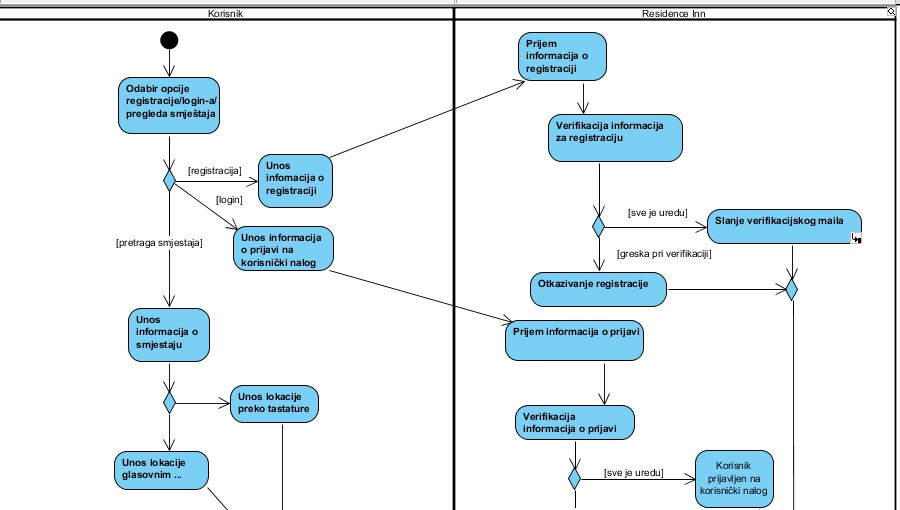 Korisnik
Residence Inn
Odabir opcije
registracije/login-a/
pregleda smještaja
[registracija]
[login]
[pretraga smjestaja]
Unos
infomacija o
registraciji
Unos informacija
o prijavi na
korisnički nalog
Unos
informacija o
smjestaju
Unos lokacije
preko tastature
Unos lokacije
glasovnim ...
Prijem
informacija o
registraciji
Verifikacija informacija
za registraciju
[sve je uredu]
Slanje verifikacijskog maila
[greska pri verifikaciji]
Otkazivanje registracije
Prijem informacija o prijavi
Verifikacija
informacija o prijavi
[sve je uredu]
Korisnik
prijavljen na
korisnički nalog